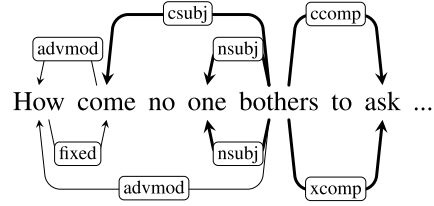 csubj ccomp
advmod nsubj
How come no one bothers to ask ...
fixed nsubj
advmod xcomp